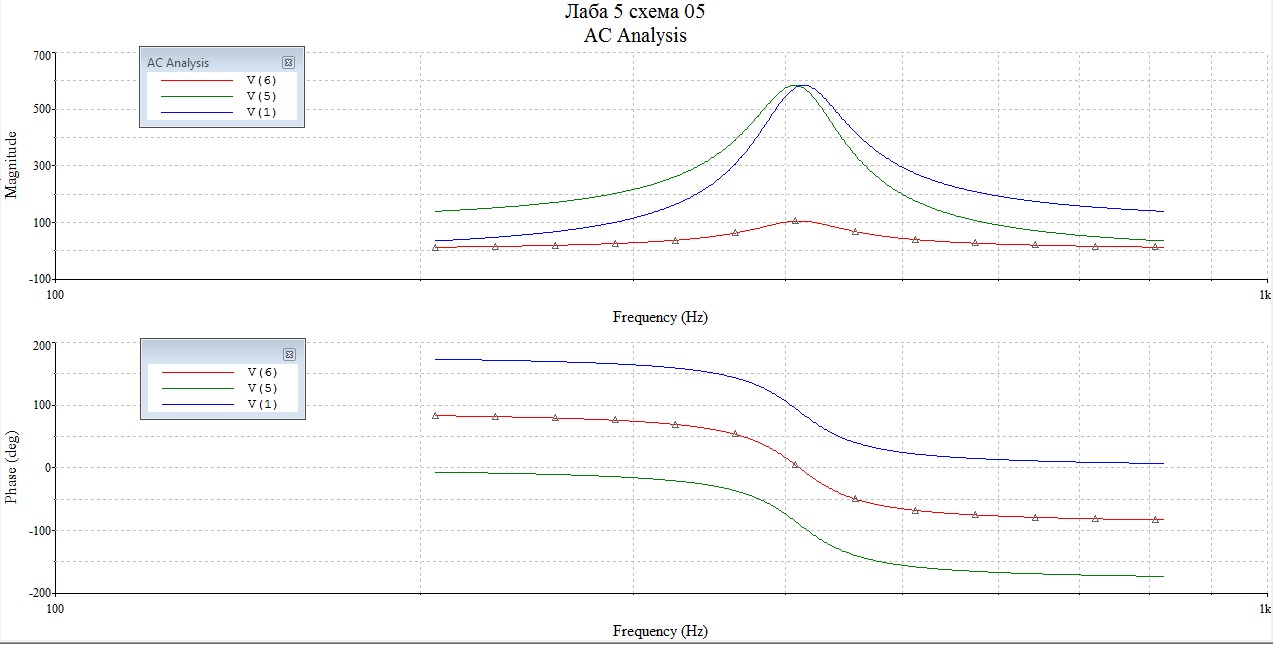 Лаба 5 схема 05
AC Analysis
700
500
300
100
-100
Magnitude
AC Analysis
V(6)
V(5)
V(1)
100
1k
Frequency (Hz)
200
100
0
-100
-200
Phase (deg)
V(6)
V(5)
V(1)
100
1k
Frequency (Hz)